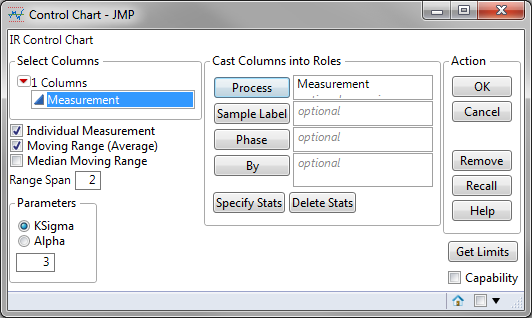 Control Chart - JMP
IR Control Chart
Select Columns
1 Columns
Measurement
Individual Measurement
Moving Range (Average)
Median Moving Range
Range Span 2
Parameters
KSigma
Alpha
3
Cast Columns into Roles
Process Measurement
Sample Label optional
Phase optional
By optional
Specify Stats Delete Stats
Action
OK
Cancel
Remove
Recall
Help
Get Limits
Capability